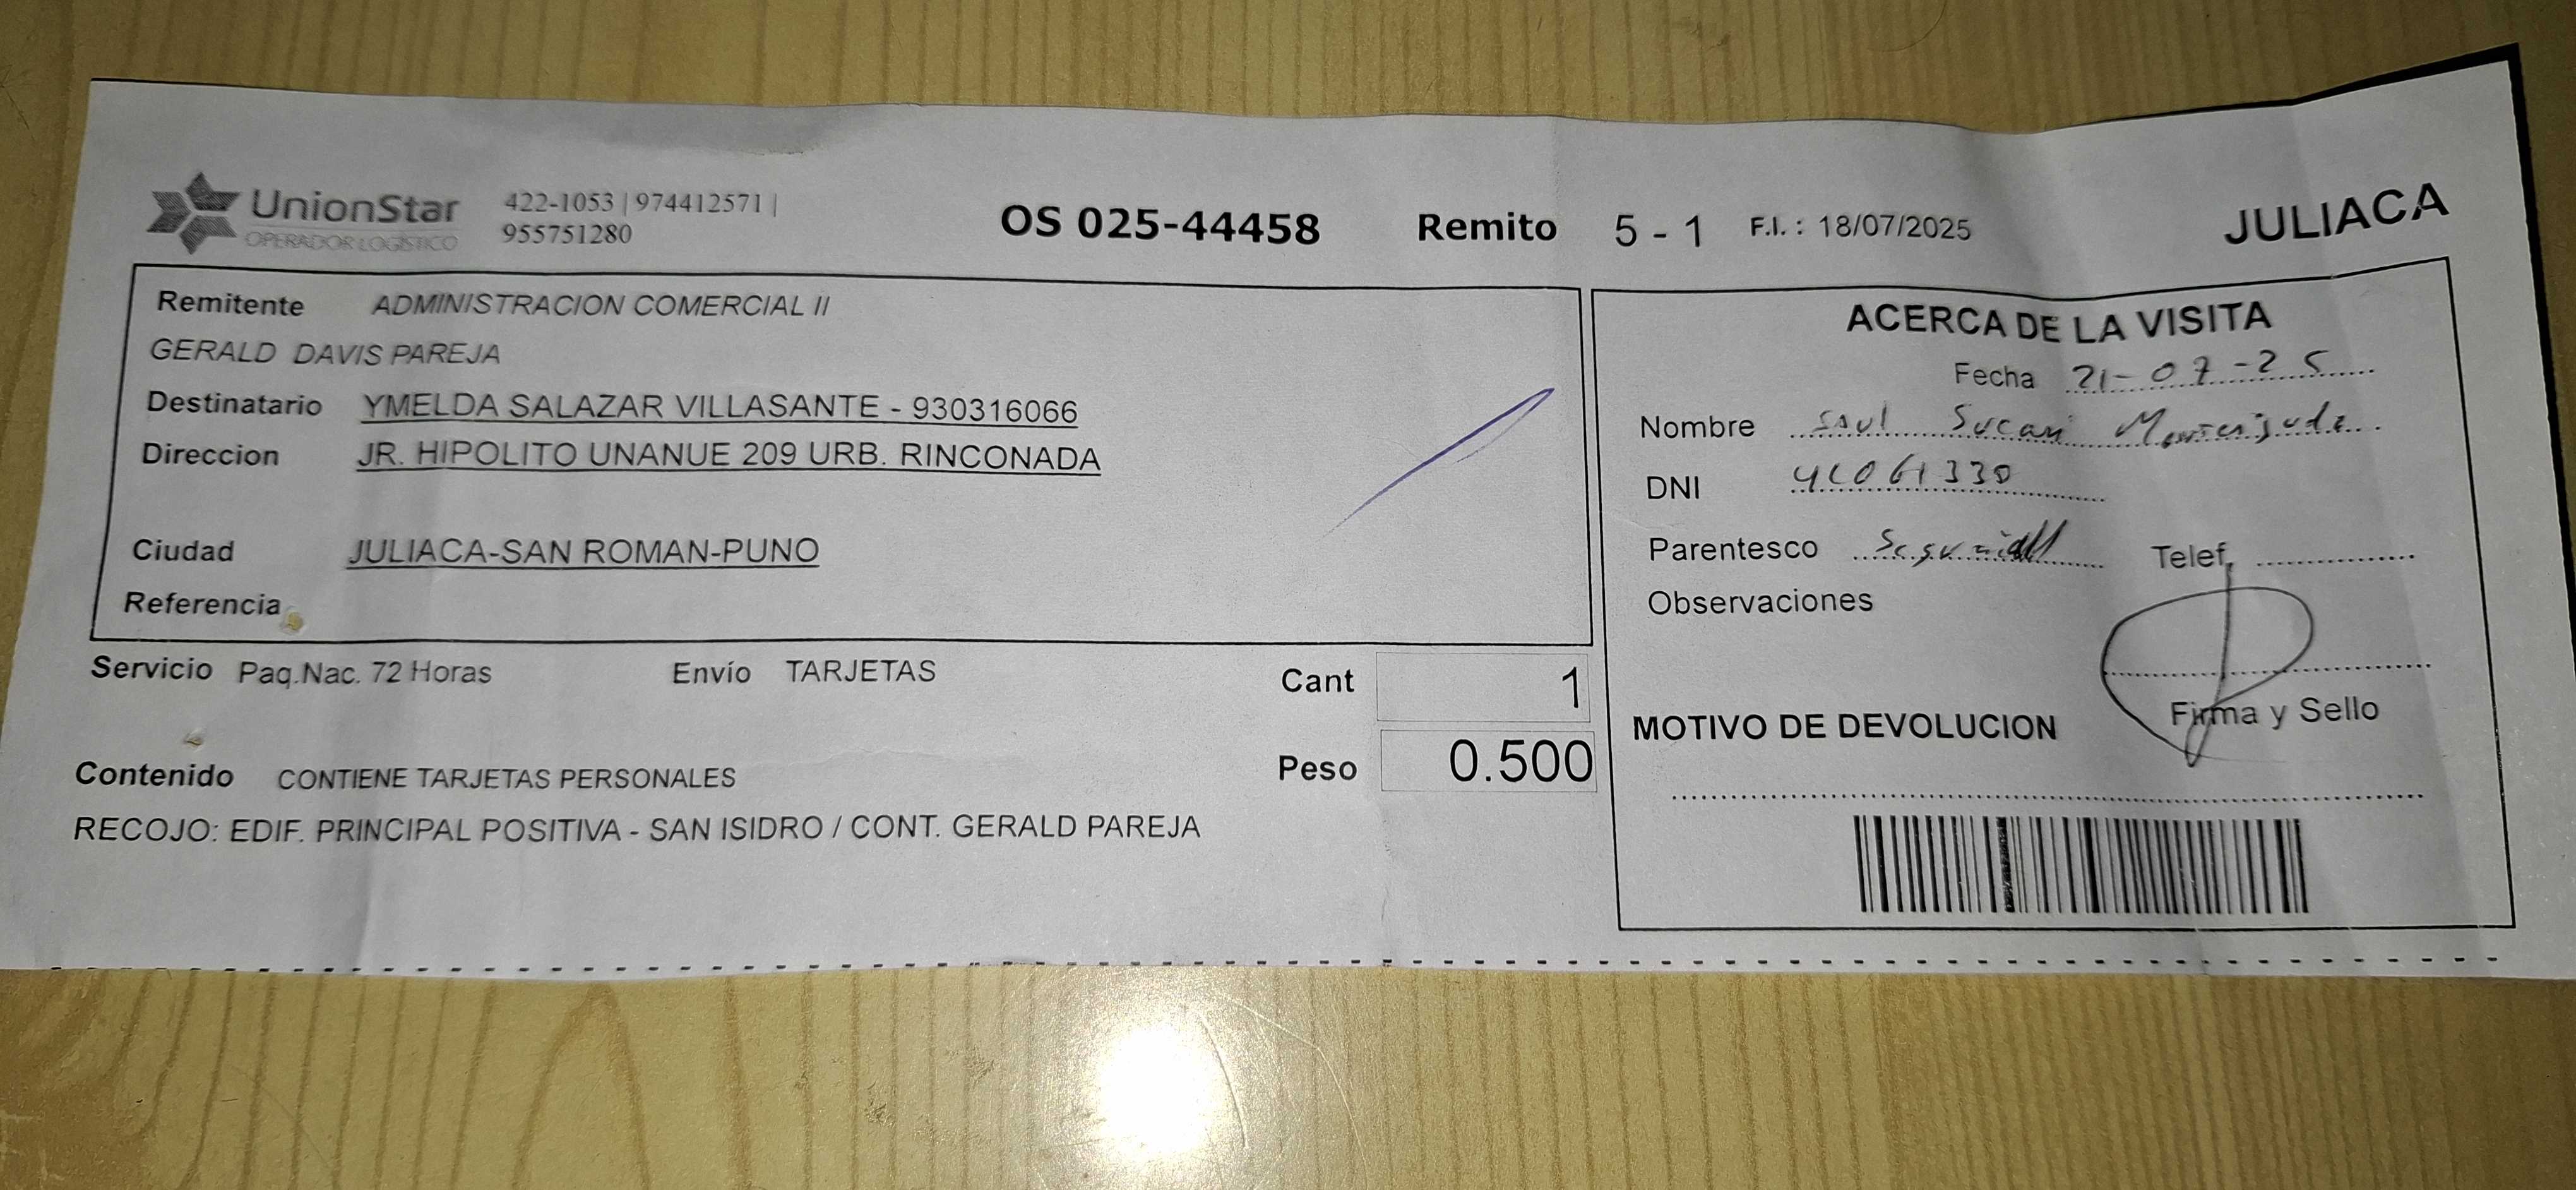 UnionStar
OPERADOR LOGÍSTICO
422-1053 | 974412571 |
955751280
OS 025-44458 Remito 5 - 1 F.I. : 18/07/2025 JULIACA
Remitente ADMINISTRACION COMERCIAL II
GERALD DAVIS PAREJA
Destinatario YMELDA SALAZAR VILLASANTE - 930316066
Direccion JR. HIPOLITO UNANUE 209 URB. RINCONADA
Ciudad JULIACA-SAN ROMAN-PUNO
Referencia
Servicio Paq.Nac. 72 Horas Envío TARJETAS Cant 1
Peso 0.500
Contenido CONTIENE TARJETAS PERSONALES
RECOJO: EDIF. PRINCIPAL POSITIVA - SAN ISIDRO / CONT. GERALD PAREJA
ACERCA DE LA VISITA
Fecha 21-07-25
Nombre Saul Sucari
DNI
Parentesco Telef.
Observaciones
Firma y Sello
MOTIVO DE DEVOLUCION